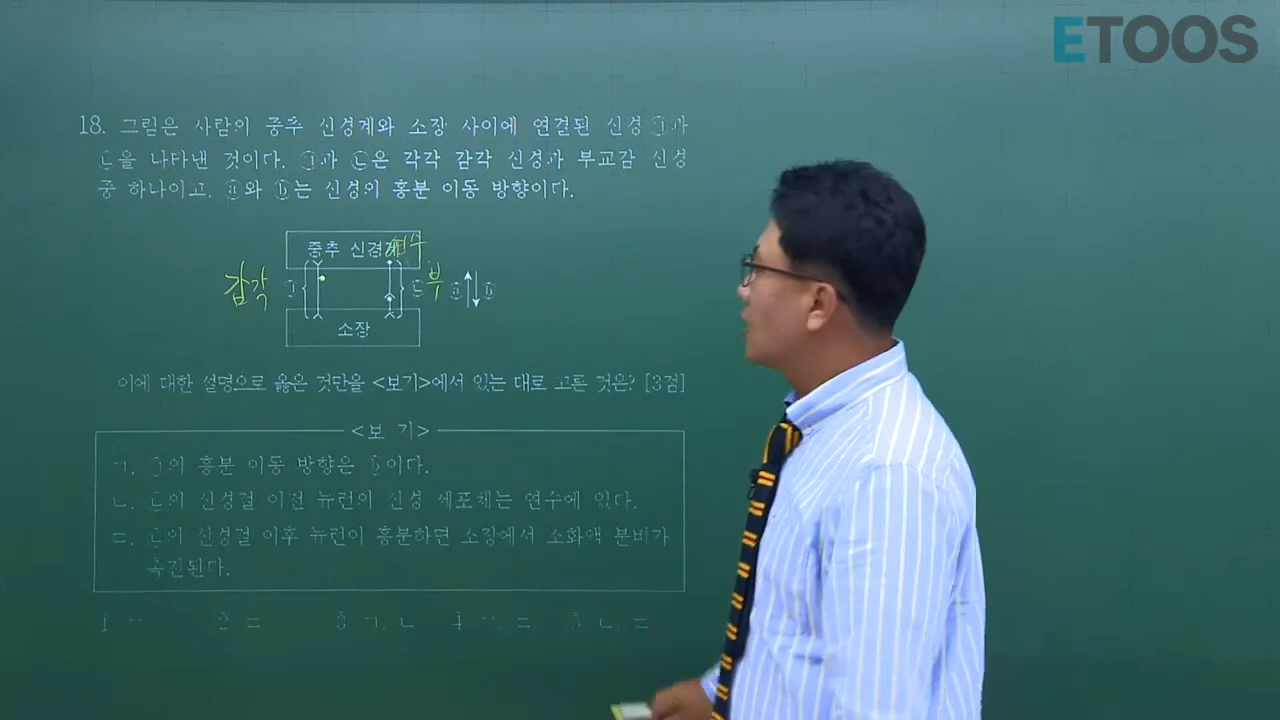 ETOOS
18. 그림은 사람의 중추 신경계와 소장 사이에 연결된 신경 ㉠과
㉡을 나타낸 것이다. ㉠과 ㉡은 각각 감각 신경과 부교감 신경
중 하나이고, ⓐ와 ⓑ는 신경의 흥분 이동 방향이다.
중추 신경계
연수
감각 ㉠ ㉡ 부 ⓐ ⓑ
소장
이에 대한 설명으로 옳은 것만을 <보기>에서 있는 대로 고른 것은? [3점]
<보 기>
ㄱ. ㉠의 흥분 이동 방향은 ⓑ이다.
ㄴ. ㉡의 신경절 이전 뉴런의 신경 세포체는 연수에 있다.
ㄷ. ㉡의 신경절 이후 뉴런이 흥분하면 소장에서 소화액 분비가
촉진된다.
① ㄱ ② ㄷ ③ ㄱ, ㄴ ④ ㄱ, ㄷ ⑤ ㄴ, ㄷ